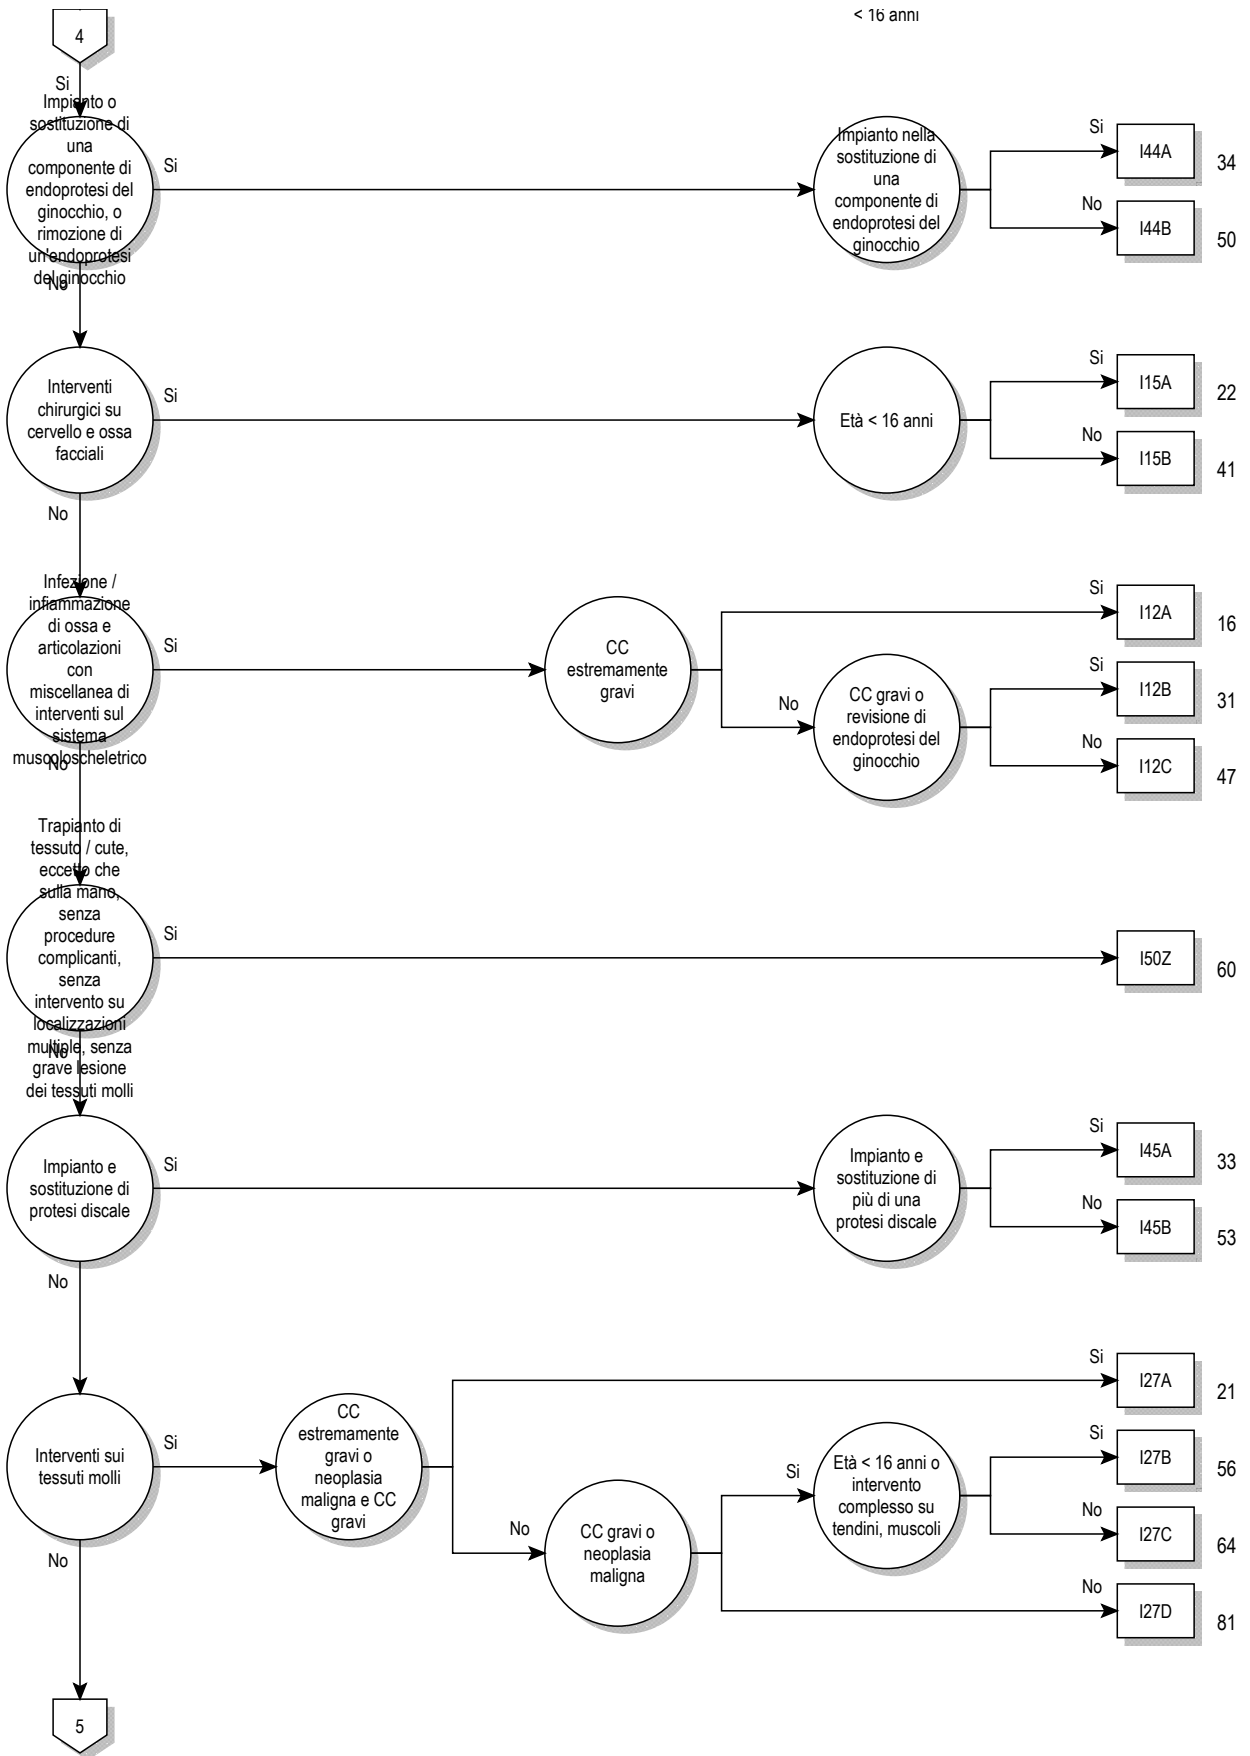 < 16 anni
4
Si
Impianto o
sostituzione di
una
componente di
endoprotesi del
ginocchio, o
rimozione di
un'endoprotesi
del ginocchio
Si
Impianto nella
sostituzione di
una
componente di
endoprotesi del
ginocchio
Si
I44A
34
No
I44B
50
No
Interventi
chirurgici su
cervello e ossa
facciali
Si
Età < 16 anni
Si
I15A
22
No
I15B
41
No
Infezione /
infiammazione
di ossa e
articolazioni
con
miscellanea di
interventi sul
sistema
muscoloscheletrico
Si
CC
estremamente
gravi
Si
I12A
16
No
CC gravi o
revisione di
endoprotesi del
ginocchio
Si
I12B
31
No
I12C
47
No
Trapianto di
tessuto / cute,
eccetto che
sulla mano,
senza
procedure
complicanti,
senza
intervento su
localizzazioni
multiple, senza
grave lesione
dei tessuti molli
Si
I50Z
60
No
Impianto e
sostituzione di
protesi discale
Si
Impianto e
sostituzione di
più di una
protesi discale
Si
I45A
33
No
I45B
53
No
Interventi sui
tessuti molli
Si
CC
estremamente
gravi o
neoplasia
maligna e CC
gravi
Si
I27A
21
No
CC gravi o
neoplasia
maligna
Si
Età < 16 anni o
intervento
complesso su
tendini, muscoli
Si
I27B
56
No
I27C
64
No
I27D
81
No
5